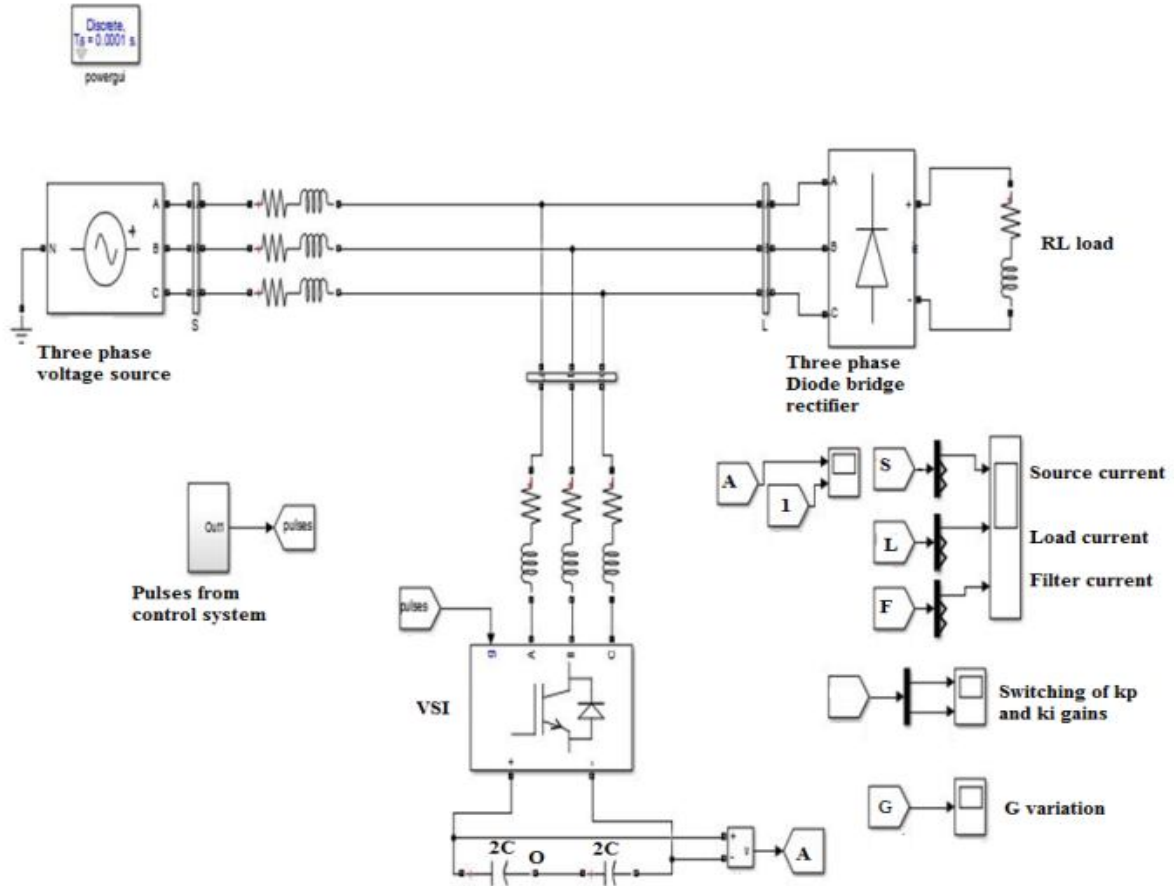 Discrete,
Ts = 0.0001 s.
powergui
N
A
B
C
S
Three phase
voltage source
L
A
B
C
+
-
RL load
Three phase
Diode bridge
rectifier
Out1
pulses
Pulses from
control system
pulses
g
A
B
C
VSI
+
-
2C
O
2C
+
-
v
A
A
1
S
L
F
Source current
Load current
Filter current
Switching of kp
and ki gains
G
G variation